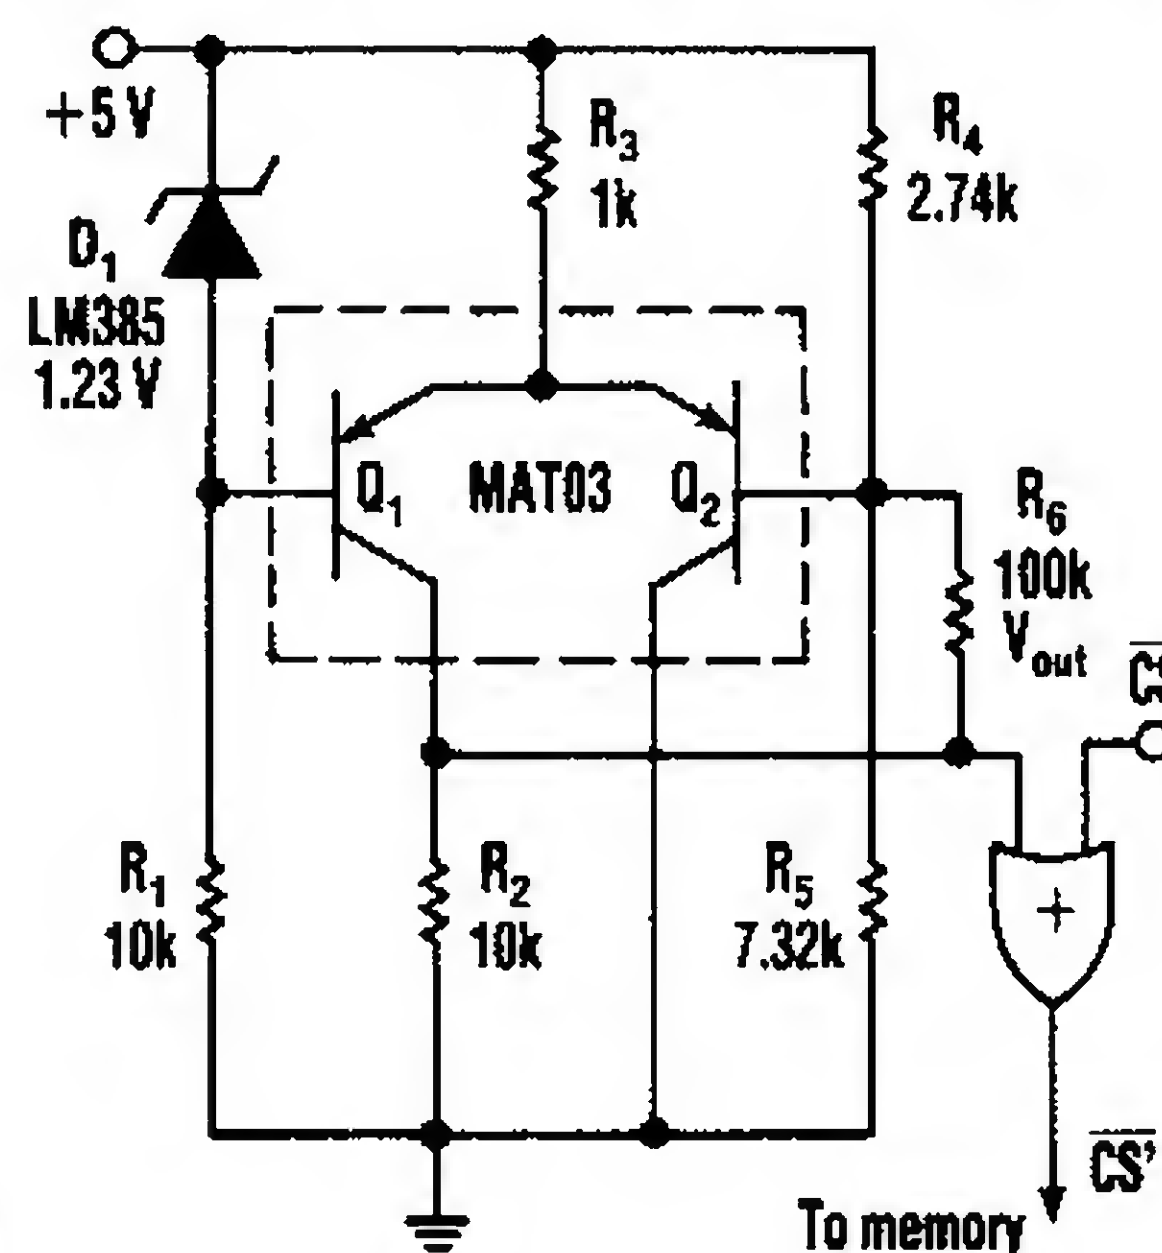 +5 V
R3
1k
R4
2.74k
D1
LM385
1.23 V
Q1
MAT03
Q2
R6
100k
Vout
R1
10k
R2
10k
R5
7.32k
+
CS'
To memory